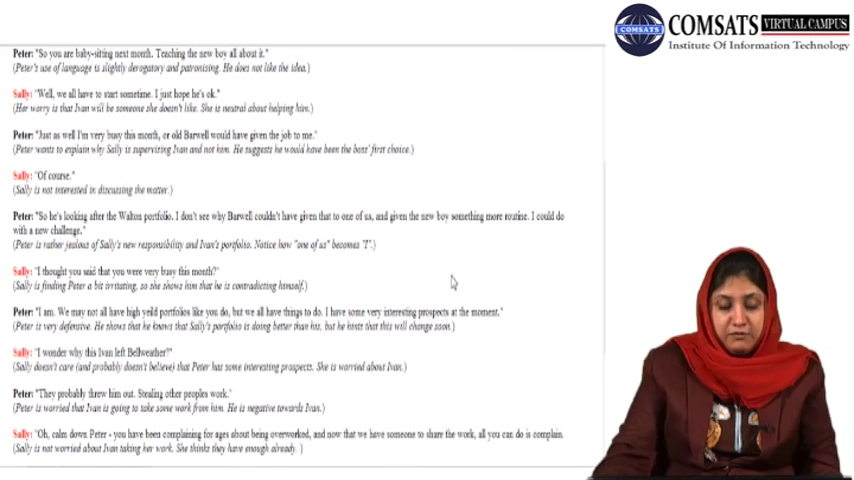 COMSATS VIRTUAL CAMPUS
COMSATS
Institute Of Information Technology
Peter: "So you are baby-sitting next month. Teaching the new boy all about it."
(Peter's use of language is slightly derogatory and patronising. He does not like the idea.)
Sally: "Well, we all have to start sometime. I just hope he's ok."
(Her worry is that Ivan will be someone she doesn't like. She is neutral about helping him.)
Peter: "Just as well I'm very busy this month, or old Barwell would have given the job to me."
(Peter wants to explain why Sally is supervizing Ivan and not him. He suggests he would have been the boss' first choice.)
Sally: "Of course."
(Sally is not interested in discussing the matter.)
Peter: "So he's looking after the Walton portfolio. I don't see why Barwell couldn't have given that to one of us, and given the new boy something more routine. I could do
with a new challenge."
(Peter is rather jealous of Sally's new responsibility and Ivan's portfolio. Notice how "one of us" becomes "I".)
Sally: "I thought you said that you were very busy this month?"
(Sally is finding Peter a bit irritating, so she shows him that he is contradicting himself.)
Peter: "I am. We may not all have high yeild portfolios like you do, but we all have things to do. I have some very interesting prospects at the moment."
(Peter is very defensive. He shows that he knows that Sally's portfolio is doing better than his, but he hints that this will change soon.)
Sally: "I wonder why this Ivan left Bellweather?"
(Sally doesn't care (and probably doesn't believe) that Peter has some interesting prospects. She is worried about Ivan.)
Peter: "They probably threw him out. Stealing other peoples work."
(Peter is worried that Ivan is going to take some work from him. He is negative towards Ivan.)
Sally: "Oh, calm down Peter - you have been complaining for ages about being overworked, and now that we have someone to share the work, all you can do is complain.
(Sally is not worried about Ivan taking her work. She thinks they have enough already. )